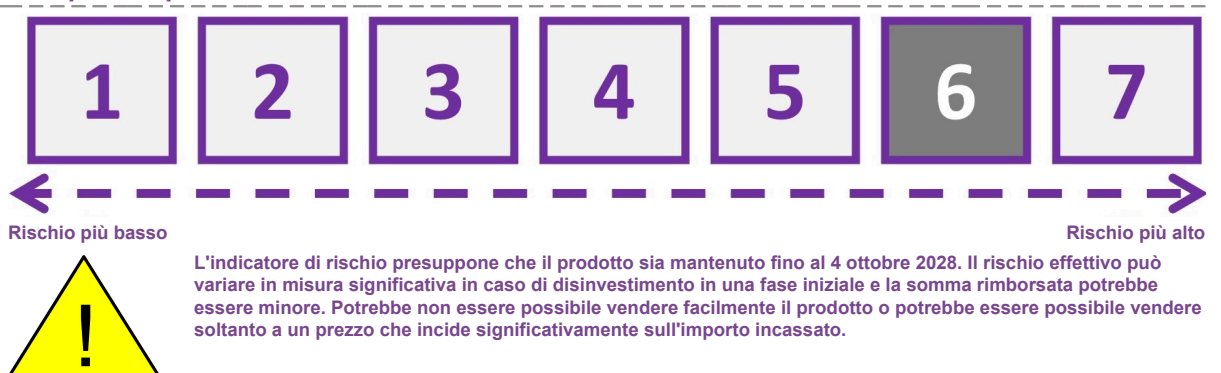 1 2 3 4 5 6 7
Rischio più basso Rischio più alto
L'indicatore di rischio presuppone che il prodotto sia mantenuto fino al 4 ottobre 2028. Il rischio effettivo può
variare in misura significativa in caso di disinvestimento in una fase iniziale e la somma rimborsata potrebbe
essere minore. Potrebbe non essere possibile vendere facilmente il prodotto o potrebbe essere possibile vendere
soltanto a un prezzo che incide significativamente sull'importo incassato.
!